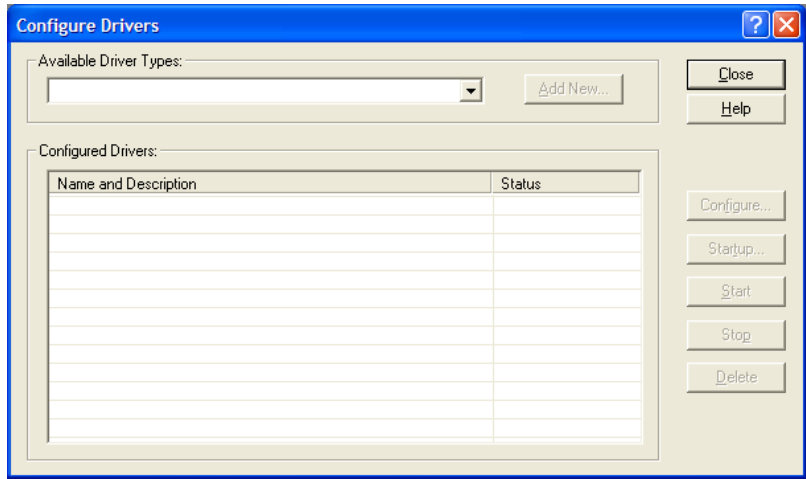 Configure Drivers
Available Driver Types:
Add New...
Close
Help
Configured Drivers:
Name and Description Status
Configure...
Startup...
Start
Stop
Delete